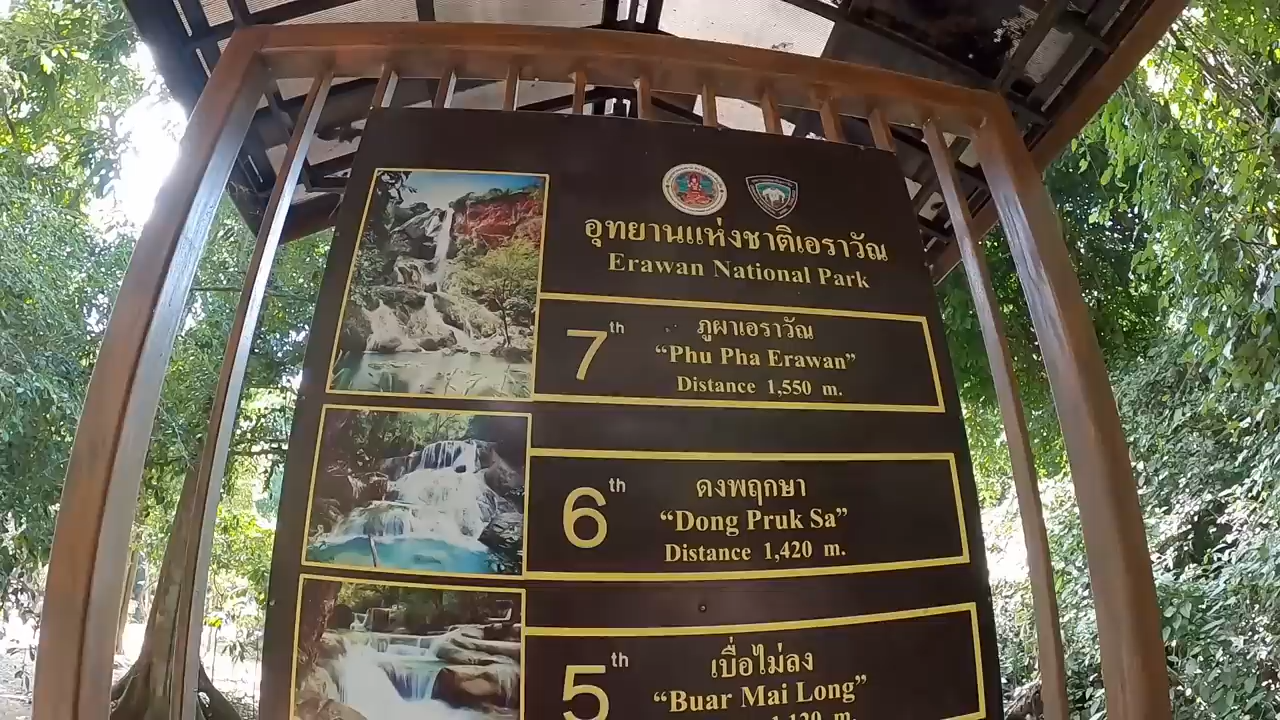 อุทยานแห่งชาติเอราวัณ
Erawan National Park
7th
ภูผาเอราวัณ
“Phu Pha Erawan”
Distance 1,550 m.
6th
ดงพฤกษา
“Dong Pruk Sa”
Distance 1,420 m.
5th
เบื่อไม่ลง
“Buar Mai Long”
1,120 m.